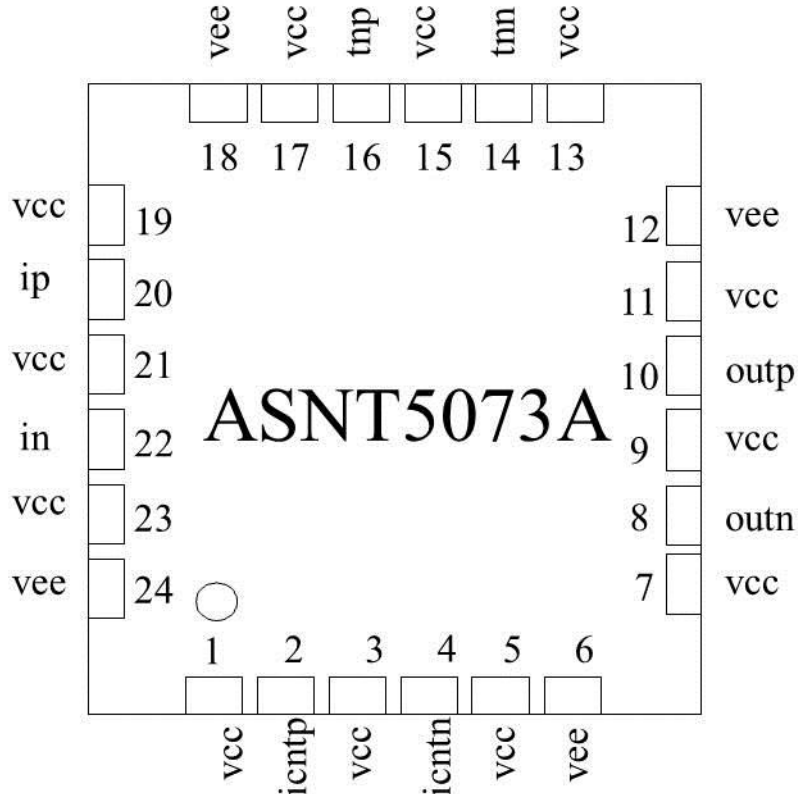 vee vcc tnp vcc tnn vcc
18 17 16 15 14 13
vcc 19 12 vee
ip 20 11 vcc
vcc 21 10 outp
ASNT5073A
in 22 9 vcc
vcc 23 8 outn
vee 24 7 vcc
1 2 3 4 5 6
vcc icntp vcc icntn vcc vee